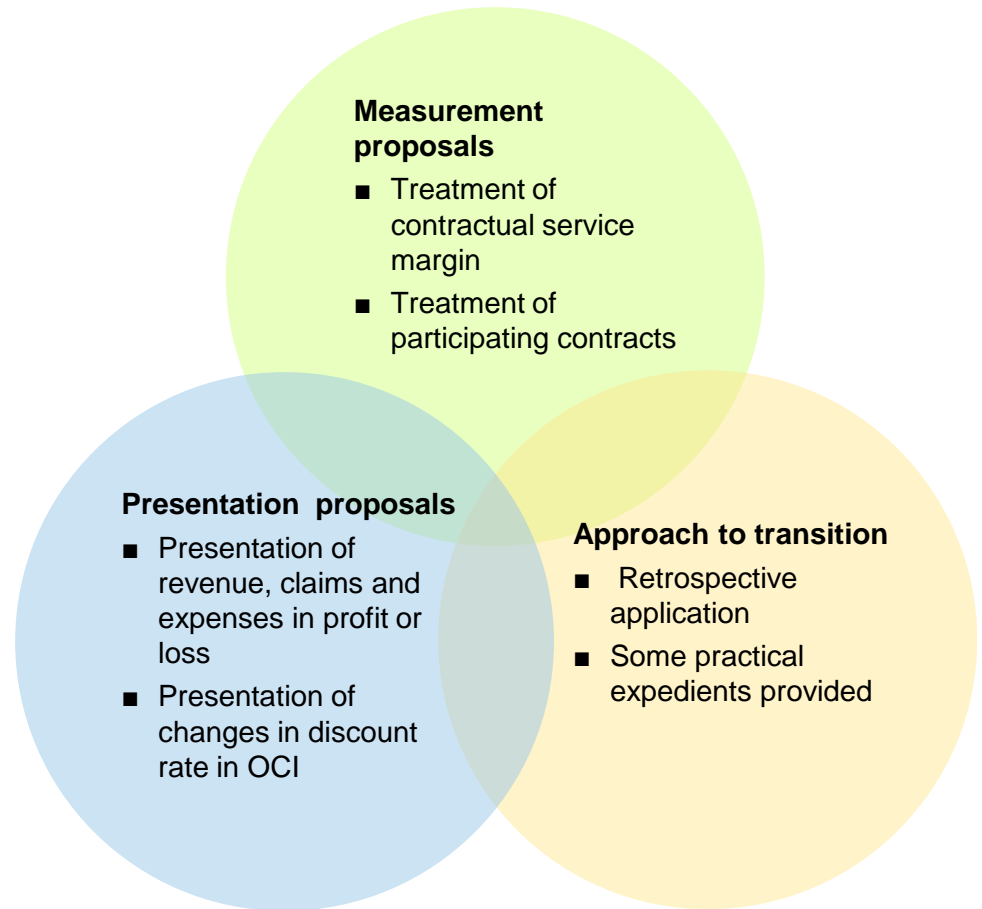 Measurement
proposals
■ Treatment of
contractual service
margin
■ Treatment of
participating contracts
Presentation proposals
■ Presentation of
revenue, claims and
expenses in profit or
loss
■ Presentation of
changes in discount
rate in OCI
Approach to transition
■ Retrospective
application
■ Some practical
expedients provided